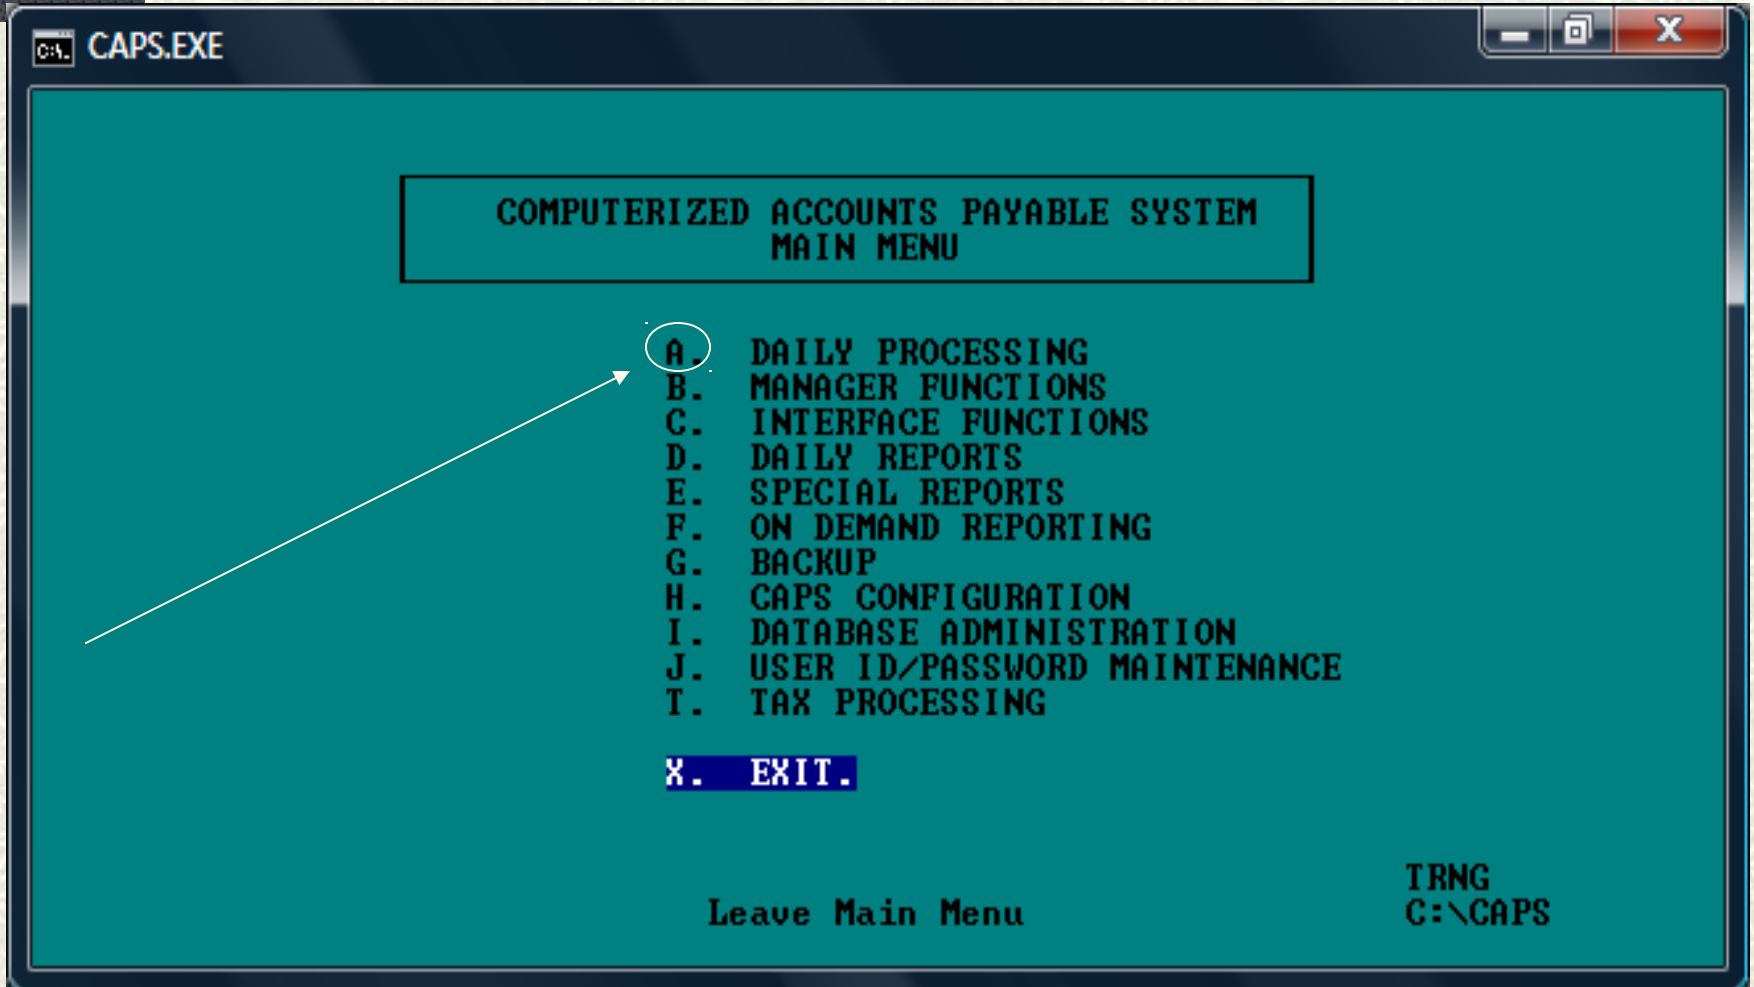 C:\.
CAPS.EXE
COMPUTERIZED ACCOUNTS PAYABLE SYSTEM
MAIN MENU
A. DAILY PROCESSING
B. MANAGER FUNCTIONS
C. INTERFACE FUNCTIONS
D. DAILY REPORTS
E. SPECIAL REPORTS
F. ON DEMAND REPORTING
G. BACKUP
H. CAPS CONFIGURATION
I. DATABASE ADMINISTRATION
J. USER ID/PASSWORD MAINTENANCE
T. TAX PROCESSING
X. EXIT.
TRNG
Leave Main Menu C:\CAPS